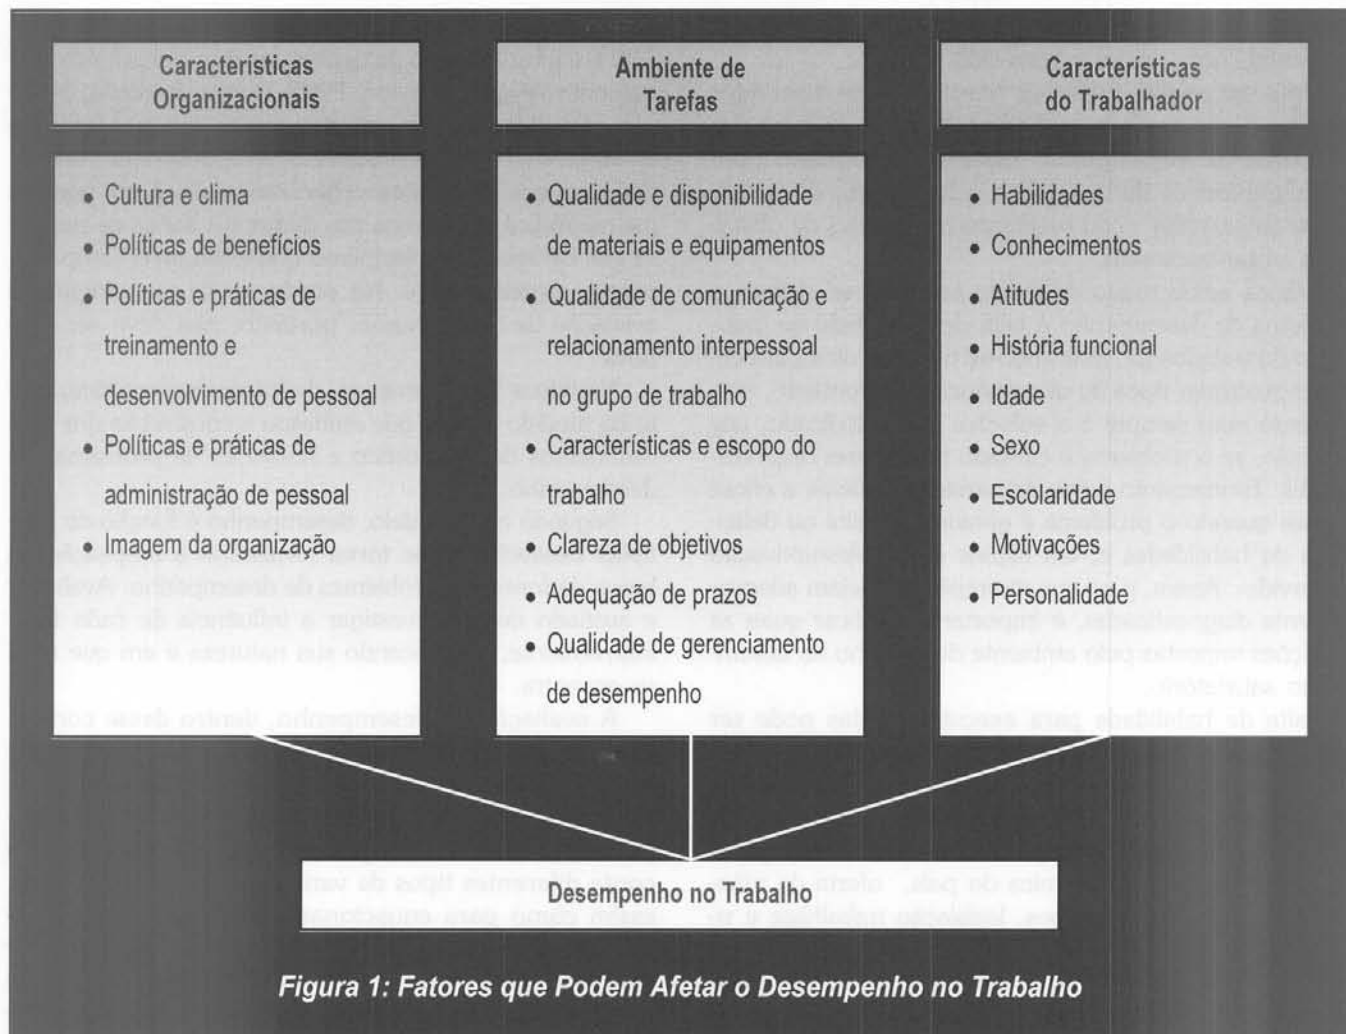 Características
Organizacionais
• Cultura e clima
• Políticas de benefícios
• Políticas e práticas de
treinamento e
desenvolvimento de pessoal
• Políticas e práticas de
administração de pessoal
• Imagem da organização
Ambiente de
Tarefas
• Qualidade e disponibilidade
de materiais e equipamentos
• Qualidade de comunicação e
relacionamento interpessoal
no grupo de trabalho
• Características e escopo do
trabalho
• Clareza de objetivos
• Adequação de prazos
• Qualidade de gerenciamento
de desempenho
Características
do Trabalhador
• Habilidades
• Conhecimentos
• Atitudes
• História funcional
• Idade
• Sexo
• Escolaridade
• Motivações
• Personalidade
Desempenho no Trabalho
Figura 1: Fatores que Podem Afetar o Desempenho no Trabalho